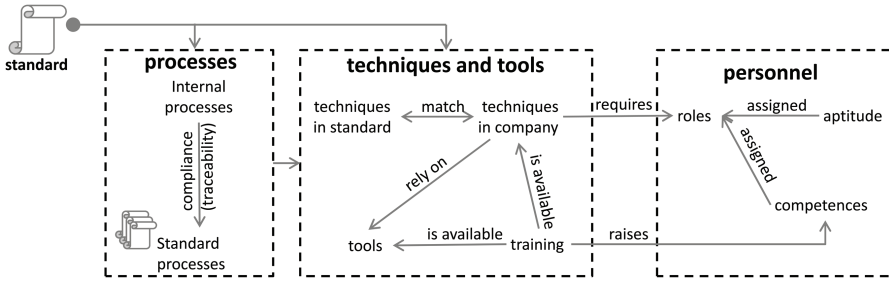 standard
processes
Internal
processes
compliance
(traceability)
Standard
processes
techniques and tools
techniques
in standard
match
techniques
in company
rely on
is available
tools
is available
training
requires
raises
personnel
roles
assigned
aptitude
assigned
competences